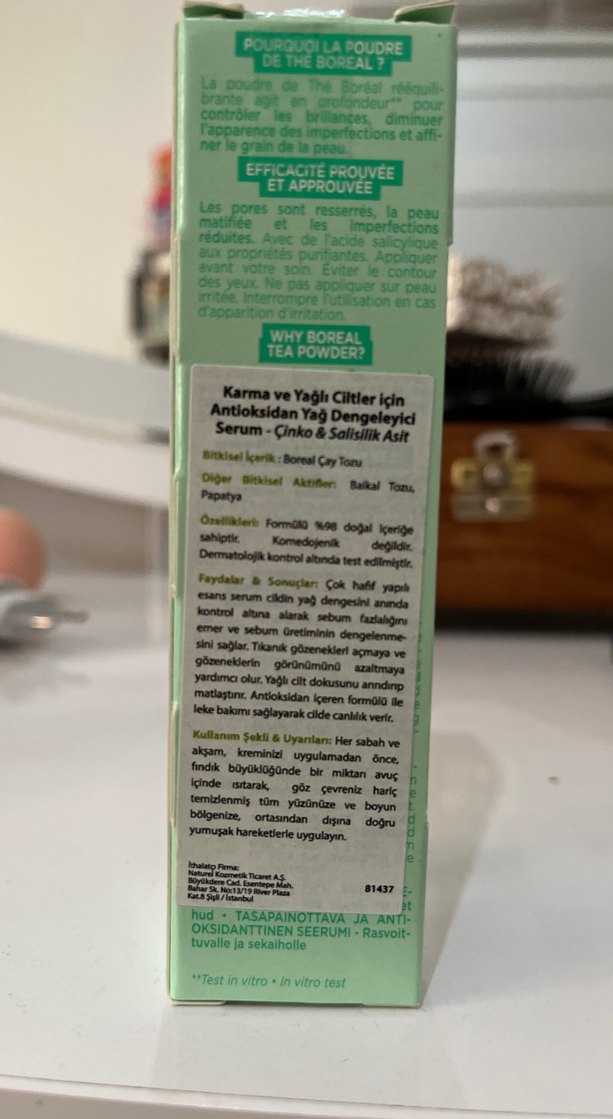 POURQUOI LA POUDRE
DE THÉ BORÉAL ?
La poudre de Thé Boréal rééquili-
brante agit en profondeur** pour
contrôler les brillances, diminuer
l'apparence des imperfections et affi-
ner le grain de la peau.
EFFICACITÉ PROUVÉE
ET APPROUVÉE
Les pores sont resserrés, la peau
matifiée et les imperfections
réduites. Avec de l'acide salicylique
aux propriétés purifiantes. Appliquer
avant votre soin. Éviter le contour
des yeux. Ne pas appliquer sur peau
irritée. Interrompre l'utilisation en cas
d'apparition d'irritation.
WHY BOREAL
TEA POWDER?
Karma ve Yağlı Ciltler için
Antioksidan Yağ Dengeleyici
Serum - Çinko & Salisilik Asit
Bitkisel İçerik : Boreal Çay Tozu
Diğer Bitkisel Aktifler: Baikal Tozu,
Papatya
Özellikleri: Formülü %98 doğal içeriğe
sahiptir. Komedojenik değildir.
Dermatolojik kontrol altında test edilmiştir.
Faydalar & Sonuçlar: Çok hafif yapılı
esans serum cildin yağ dengesini anında
kontrol altına alarak sebum fazlalığını
emer ve sebum üretiminin dengelenme-
sini sağlar. Tıkanık gözenekleri açmaya ve
gözeneklerin görünümünü azaltmaya
yardımcı olur. Yağlı cilt dokusunu arındırıp
matlaştırır. Antioksidan içeren formülü ile
leke bakımı sağlayarak cilde canlılık verir.
Kullanım Şekli & Uyarıları: Her sabah ve
akşam, kreminizi uygulamadan önce,
fındık büyüklüğünde bir miktarı avuç
içinde ısıtarak, göz çevreniz hariç
temizlenmiş tüm yüzünüze ve boyun
bölgenize, ortasından dışına doğru
yumuşak hareketlerle uygulayın.
İthalatçı Firma:
Naturel Kozmetik Ticaret A.Ş.
Büyükdere Cad. Esentepe Mah.
Bahar Sk. No:13/19 River Plaza
Kat.8 Şişli / İstanbul
81437
hud • TASAPAINOTTAVA JA ANTI-
OKSIDANTTINEN SEERUMI - Rasvoit-
tuvalle ja sekaiholle
**Test in vitro • In vitro test